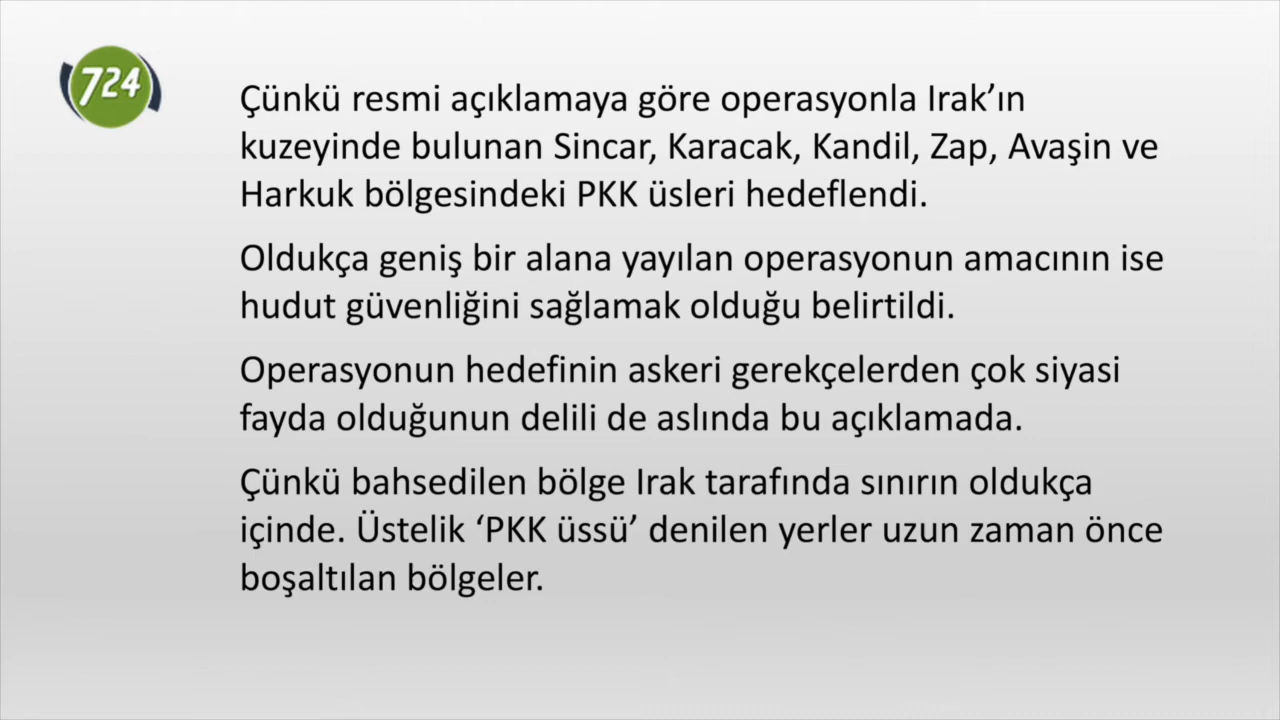 724
Çünkü resmi açıklamaya göre operasyonla Irak’ın
kuzeyinde bulunan Sincar, Karacak, Kandil, Zap, Avaşin ve
Harkuk bölgesindeki PKK üsleri hedeflendi.
Oldukça geniş bir alana yayılan operasyonun amacının ise
hudut güvenliğini sağlamak olduğu belirtildi.
Operasyonun hedefinin askeri gerekçelerden çok siyasi
fayda olduğunun delili de aslında bu açıklamada.
Çünkü bahsedilen bölge Irak tarafında sınırın oldukça
içinde. Üstelik ‘PKK üssü’ denilen yerler uzun zaman önce
boşaltılan bölgeler.